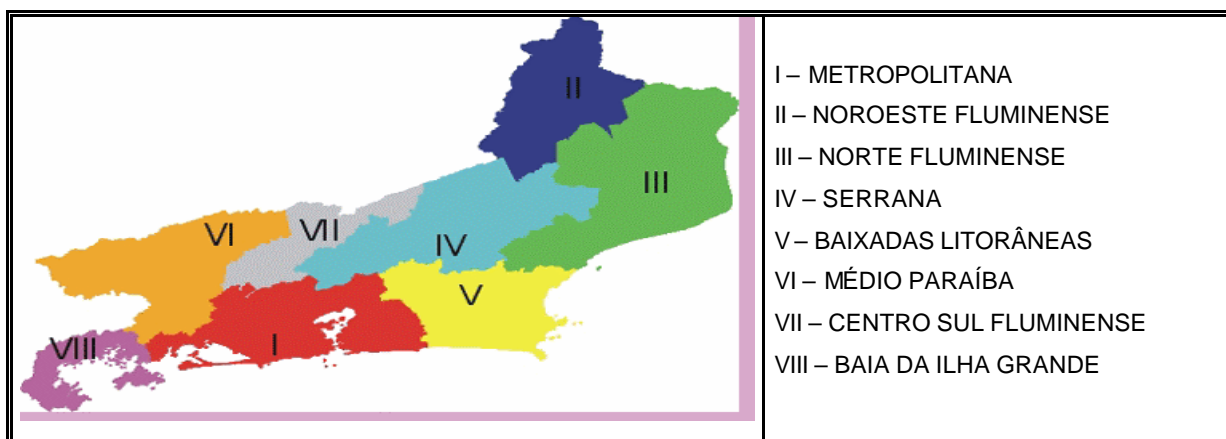 II
III
VI
VII
IV
V
VIII
I
I – METROPOLITANA
II – NOROESTE FLUMINENSE
III – NORTE FLUMINENSE
IV – SERRANA
V – BAIXADAS LITORÂNEAS
VI – MÉDIO PARAÍBA
VII – CENTRO SUL FLUMINENSE
VIII – BAIA DA ILHA GRANDE